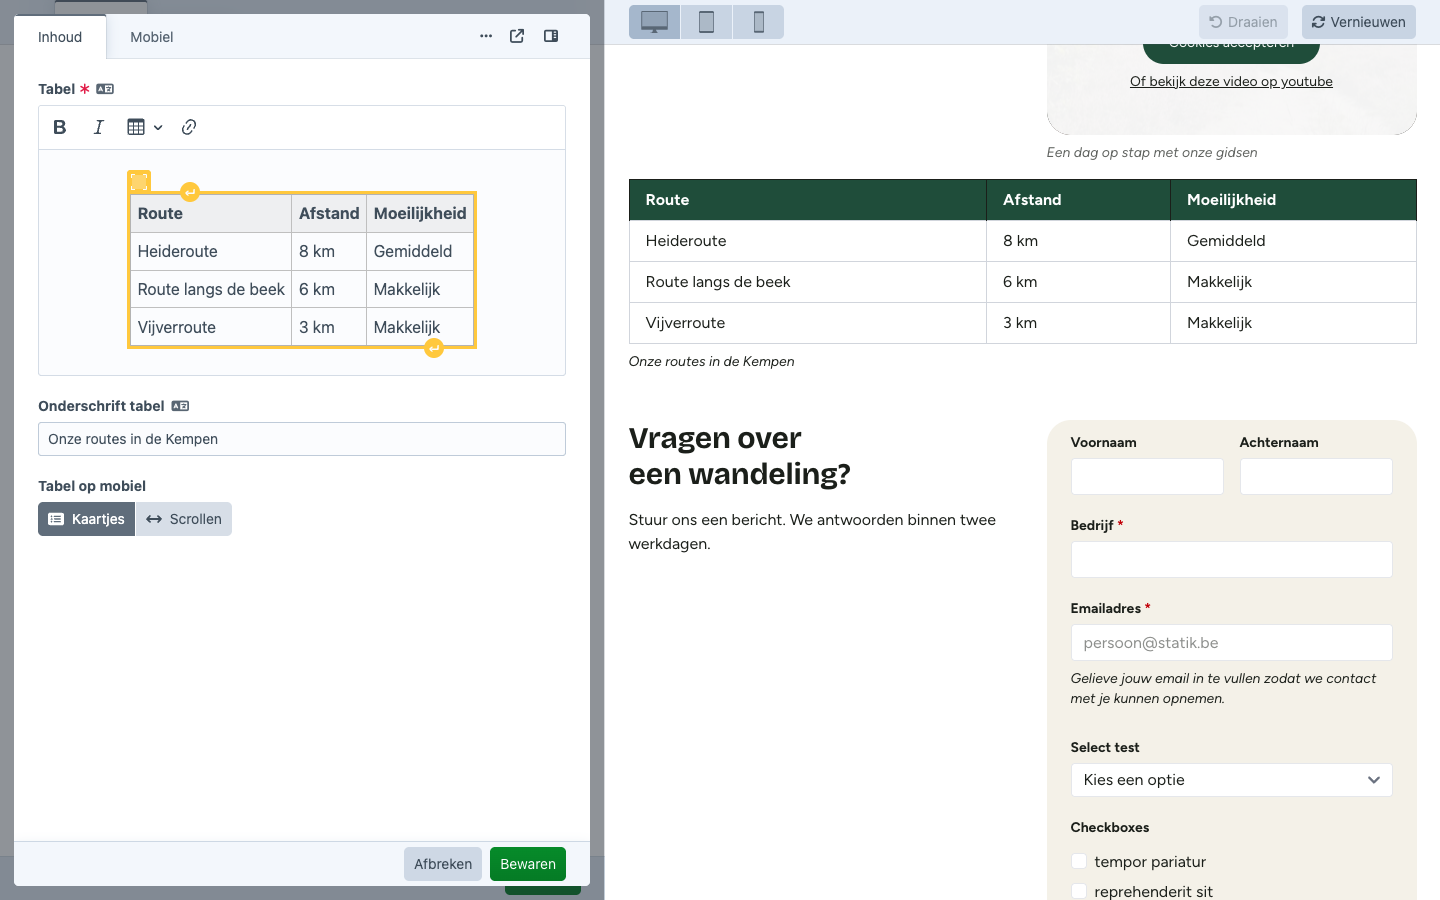 Inhoud
Mobiel
Tabel *
Route Afstand Moeilijkheid
Heideroute 8 km Gemiddeld
Route langs de beek 6 km Makkelijk
Vijverroute 3 km Makkelijk
Onderschrift tabel
Onze routes in de Kempen
Tabel op mobiel
Kaartjes
Scrollen
Afbreken
Bewaren
Draaien
Vernieuwen
Cookies accepteren
Of bekijk deze video op youtube
Een dag op stap met onze gidsen
Route Afstand Moeilijkheid
Heideroute 8 km Gemiddeld
Route langs de beek 6 km Makkelijk
Vijverroute 3 km Makkelijk
Onze routes in de Kempen
Vragen over
een wandeling?
Stuur ons een bericht. We antwoorden binnen twee
werkdagen.
Voornaam
Achternaam
Bedrijf *
Emailadres *
persoon@statik.be
Gelieve jouw email in te vullen zodat we contact
met je kunnen opnemen.
Select test
Kies een optie
Checkboxes
tempor pariatur
reprehenderit sit